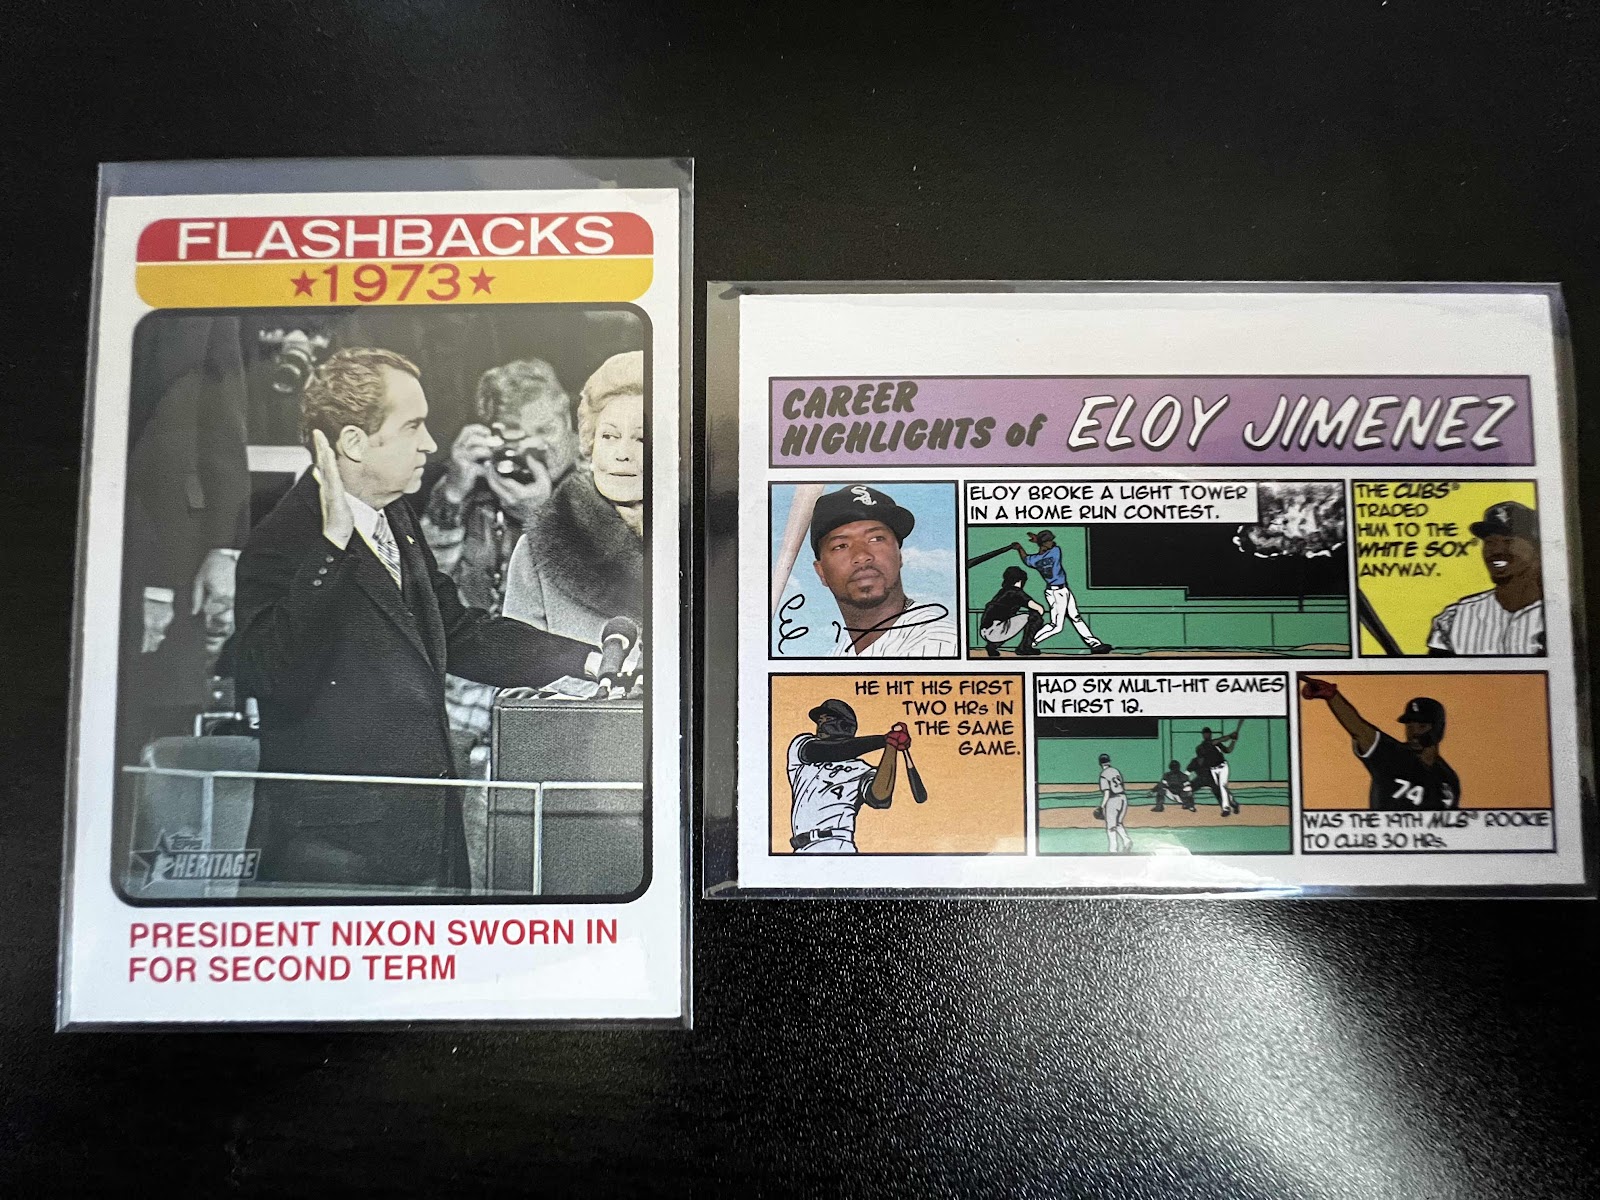 FLASHBACKS
★1973★
Topps
HERITAGE
PRESIDENT NIXON SWORN IN
FOR SECOND TERM
CAREER
HIGHLIGHTS of
ELOY JIMENEZ
ELOY BROKE A LIGHT TOWER
IN A HOME RUN CONTEST.
THE CUBS®
TRADED
HIM TO THE
WHITE SOX®
ANYWAY.
HE HIT HIS FIRST
TWO HRs IN
THE SAME
GAME.
74
HAD SIX MULTI-HIT GAMES
IN FIRST 12.
74
WAS THE 19TH MLB® ROOKIE
TO CLUB 30 HRs.